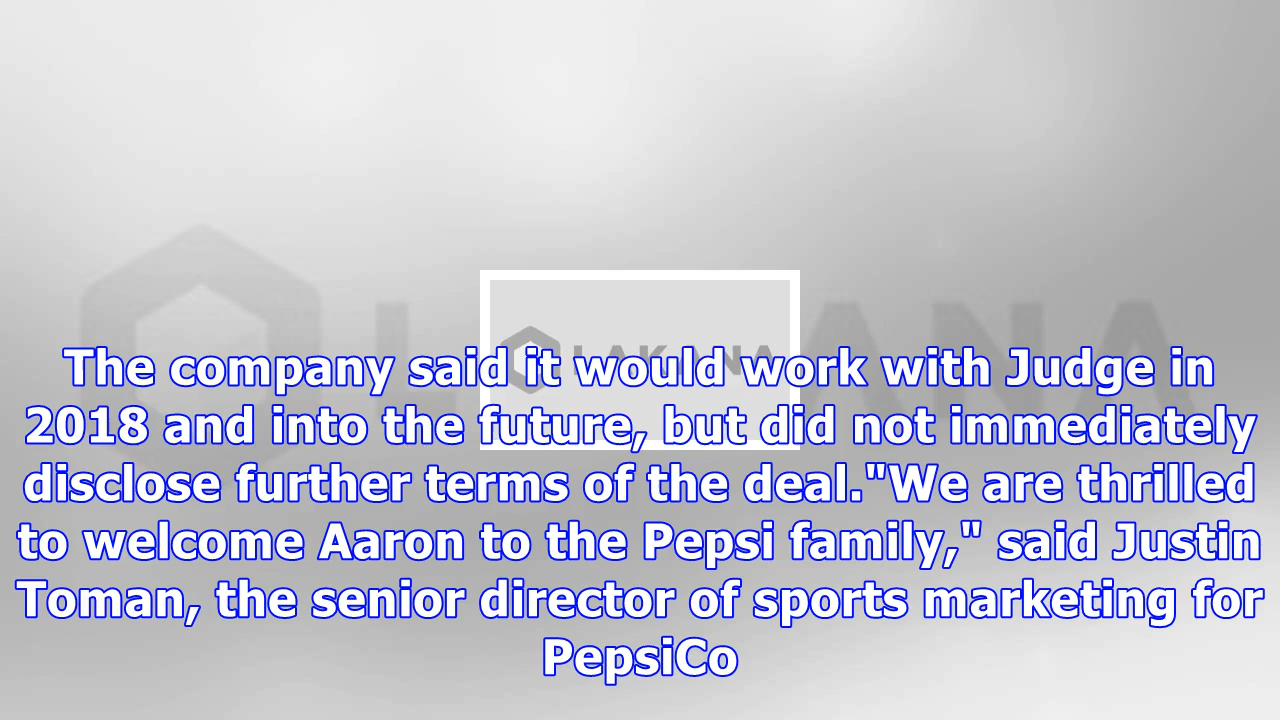 LAKANA
The company said it would work with Judge in
2018 and into the future, but did not immediately
disclose further terms of the deal."We are thrilled
to welcome Aaron to the Pepsi family," said Justin
Toman, the senior director of sports marketing for
PepsiCo